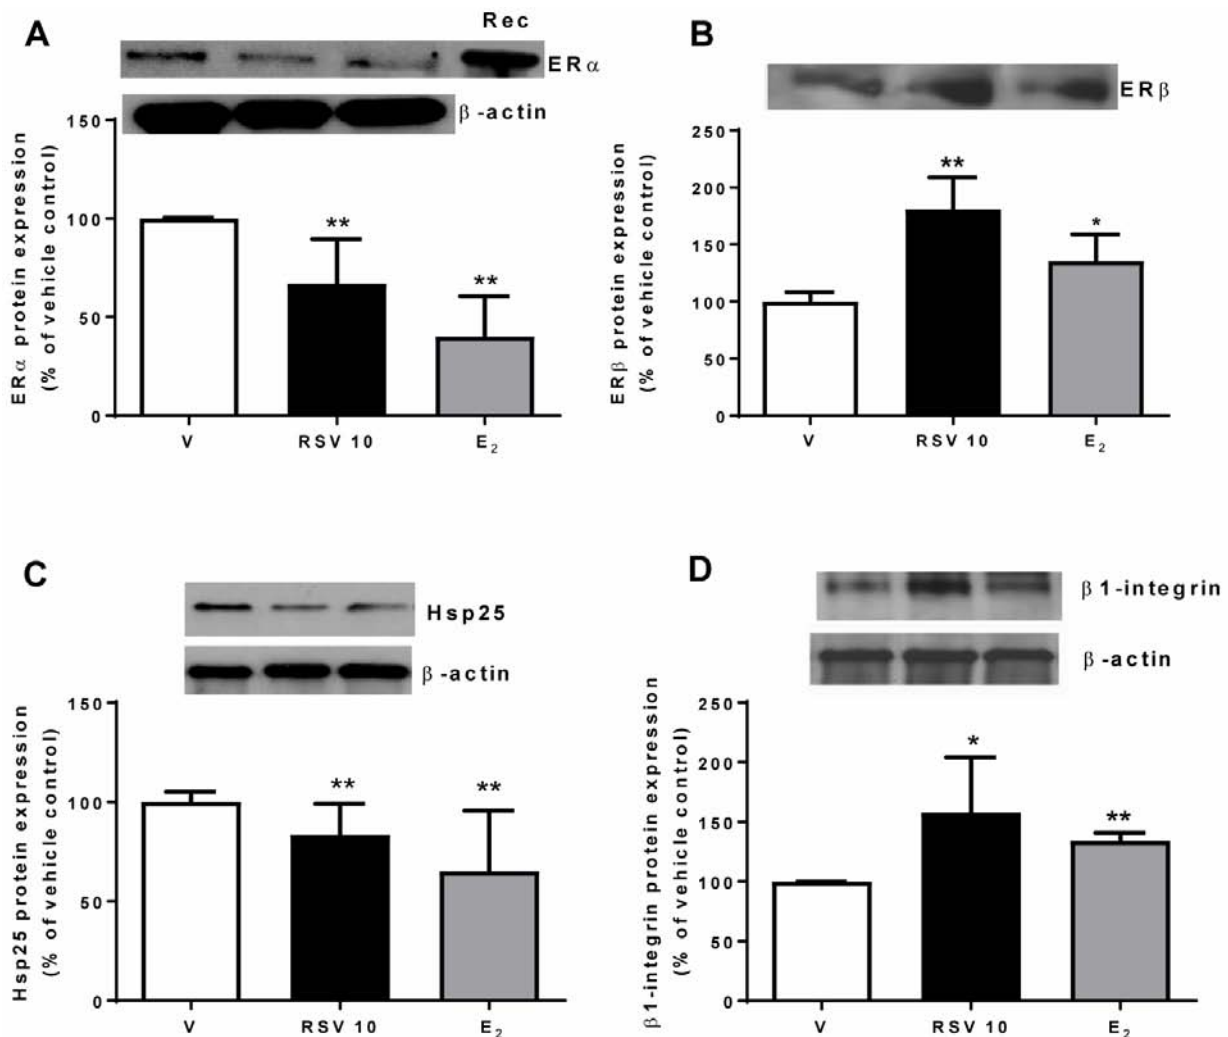 A
Rec
ERα
β-actin
ERα protein expression
(% of vehicle control)
150
100
50
0
**
**
V
RSV 10
E₂
B
ERβ
ERβ protein expression
(% of vehicle control)
250
200
150
100
50
0
**
*
V
RSV 10
E₂
C
Hsp25
β-actin
Hsp25 protein expression
(% of vehicle control)
150
100
50
0
**
**
V
RSV 10
E₂
D
β1-integrin
β-actin
β1-integrin protein expression
(% of vehicle control)
250
200
150
100
50
0
*
**
V
RSV 10
E₂